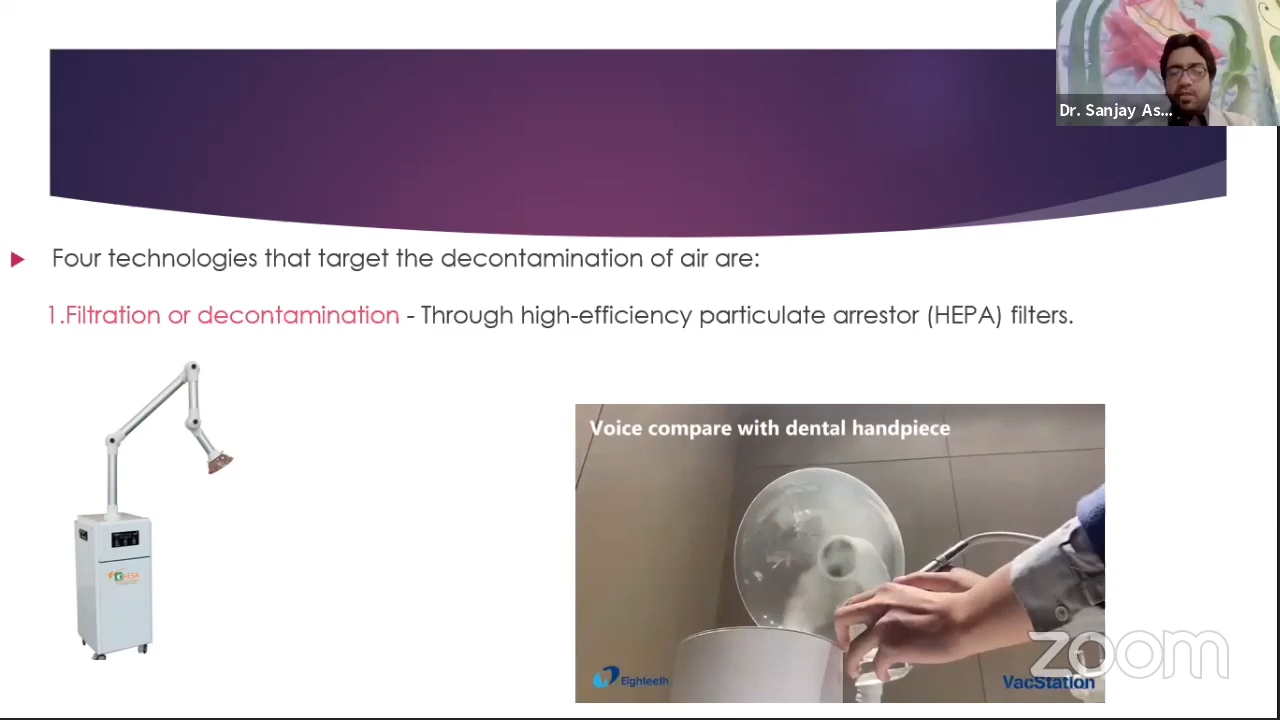 Dr. Sanjay As...
Four technologies that target the decontamination of air are:
1.Filtration or decontamination - Through high-efficiency particulate arrestor (HEPA) filters.
Voice compare with dental handpiece
Eighteeth
VacStation
zoom